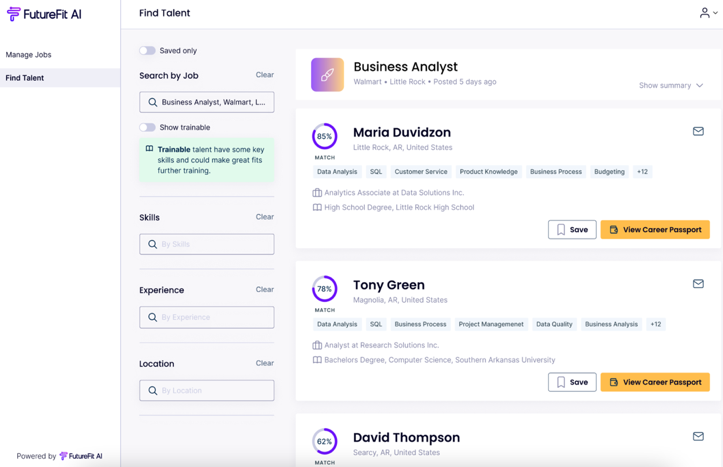 FutureFit AI
Find Talent
Manage Jobs
Find Talent
Saved only
Search by Job Clear
Business Analyst, Walmart, L...
Show trainable
Trainable talent have some key
skills and could make great fits
further training.
Skills Clear
By Skills
Experience Clear
By Experience
Location Clear
By Location
Powered by FutureFit AI
Business Analyst
Walmart • Little Rock • Posted 5 days ago
Show summary
85%
MATCH
Maria Duvidzon
Little Rock, AR, United States
Data Analysis SQL Customer Service Product Knowledge Business Process Budgeting +12
Analytics Associate at Data Solutions Inc.
High School Degree, Little Rock High School
Save View Career Passport
78%
MATCH
Tony Green
Magnolia, AR, United States
Data Analysis SQL Business Process Project Managemenet Data Quality Business Analysis +12
Analyst at Research Solutions Inc.
Bachelors Degree, Computer Science, Southern Arkansas University
Save View Career Passport
62%
MATCH
David Thompson
Searcy, AR, United States